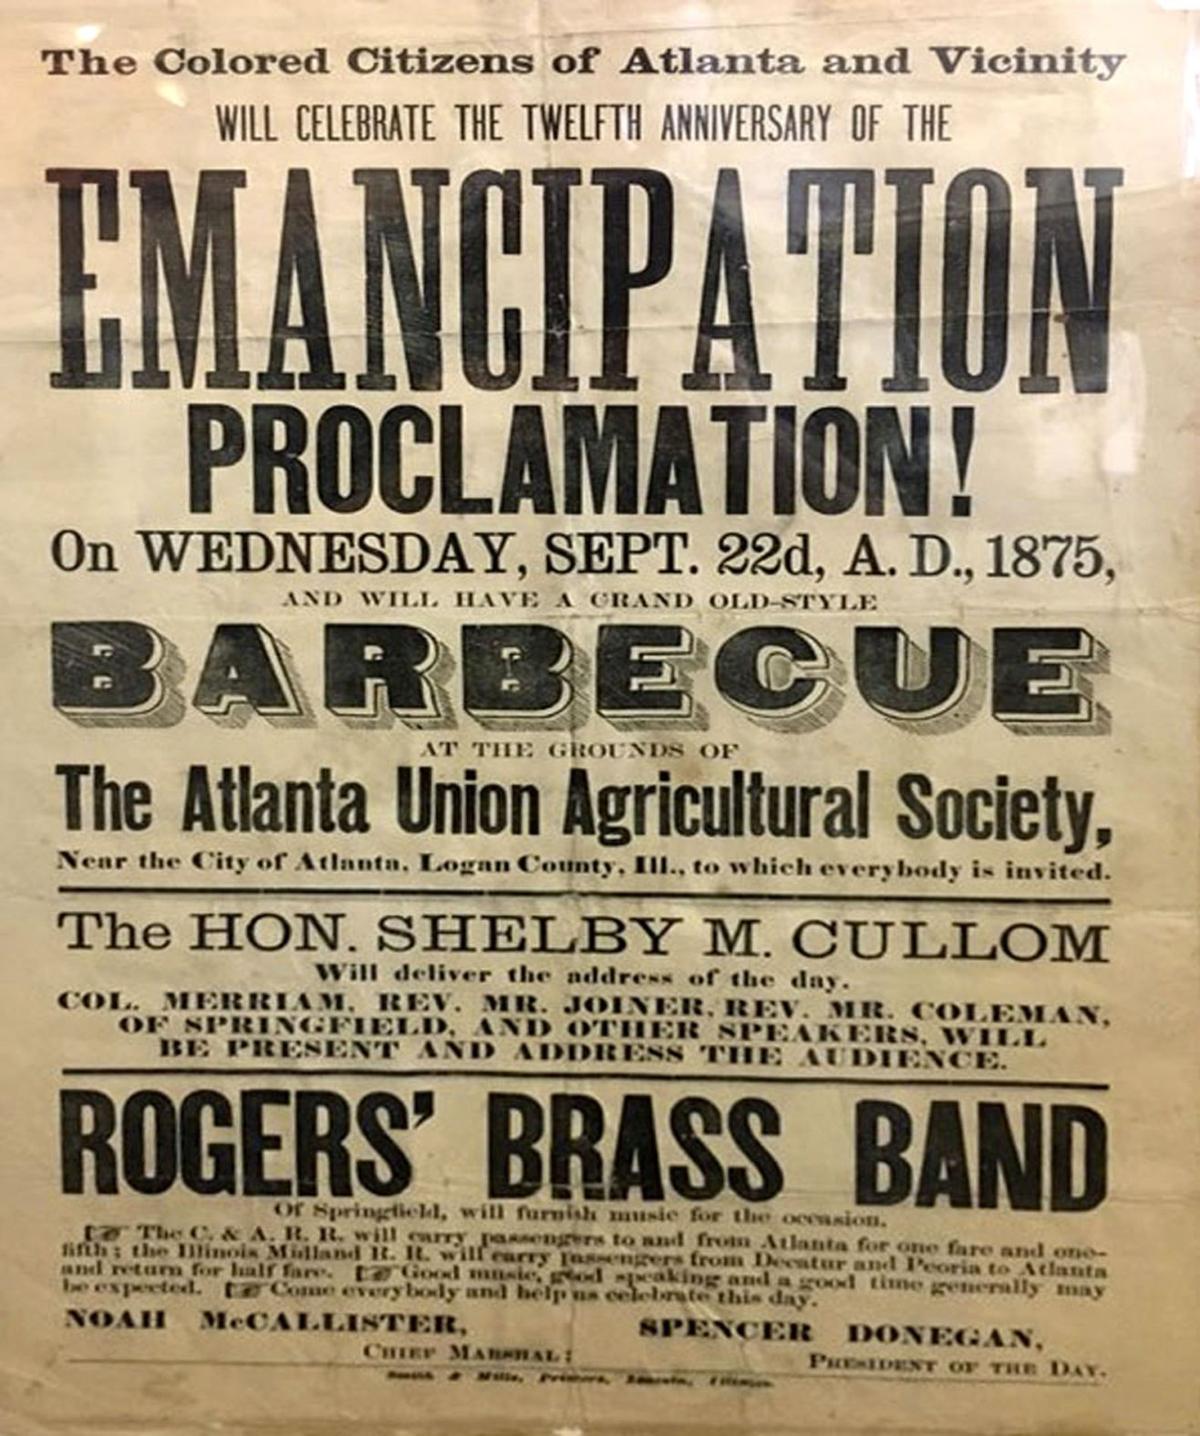 The Colored Citizens of Atlanta and Vicinity
WILL CELEBRATE THE TWELFTH ANNIVERSARY OF THE
EMANCIPATION
PROCLAMATION!
On WEDNESDAY, SEPT. 22d, A. D., 1875,
AND WILL HAVE A GRAND OLD-STYLE
BARBECUE
AT THE GROUNDS OF
The Atlanta Union Agricultural Society,
Near the City of Atlanta, Logan County, Ill., to which everybody is invited.
The HON. SHELBY M. CULLOM
Will deliver the address of the day.
COL. MERRIAM, REV. MR. JOINER, REV. MR. COLEMAN,
OF SPRINGFIELD, AND OTHER SPEAKERS, WILL
BE PRESENT AND ADDRESS THE AUDIENCE.
ROGERS' BRASS BAND
Of Springfield, will furnish music for the occasion.
☞ The C. & A. R. R. will carry passengers to and from Atlanta for one fare and one-
fifth; the Illinois Midland R. R. will carry passengers from Decatur and Peoria to Atlanta
and return for half fare. ☞ Good music, good speaking and a good time generally may
be expected. ☞ Come everybody and help us celebrate this day.
NOAH McCALLISTER, SPENCER DONEGAN,
CHIEF MARSHAL; PRESIDENT OF THE DAY.
Smith & Mills, Printers, Lincoln, Illinois.